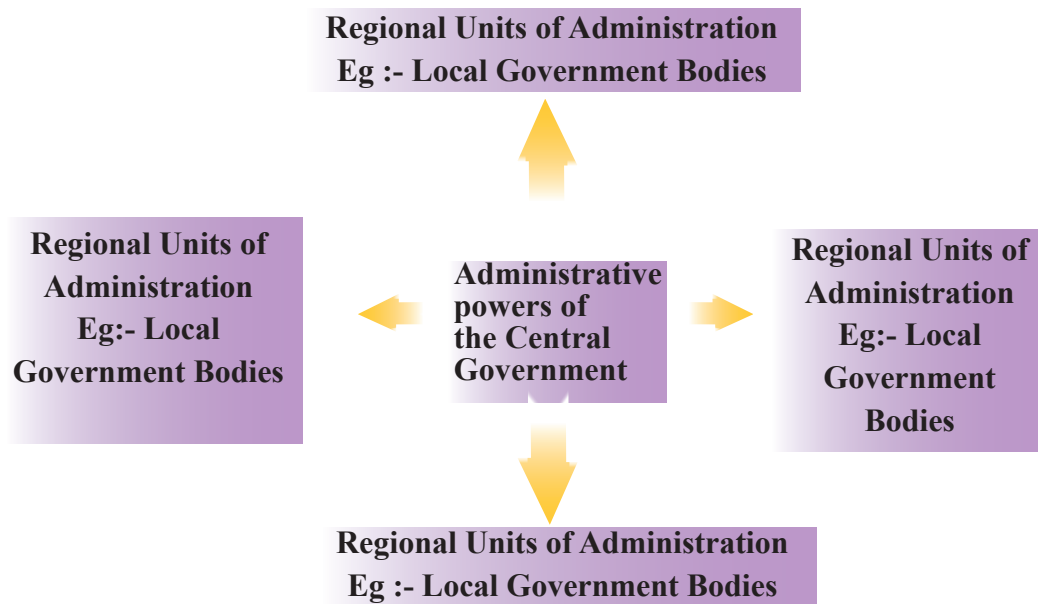 Regional Units of Administration
Eg :- Local Government Bodies
Regional Units of
Administration
Eg:- Local
Government Bodies
Administrative
powers of
the Central
Government
Regional Units of
Administration
Eg:- Local
Government
Bodies
Regional Units of Administration
Eg :- Local Government Bodies